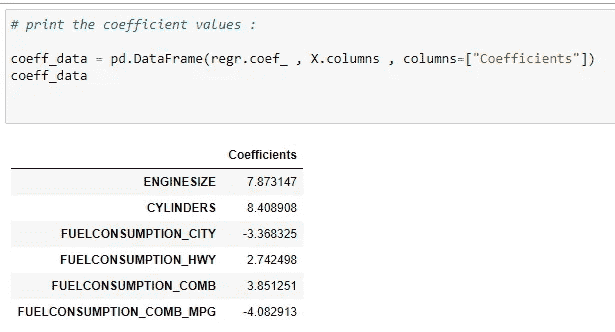 # print the coefficient values :
coeff_data = pd.DataFrame(regr.coef_ , X.columns , columns=["Coefficients"])
coeff_data
Coefficients
ENGINESIZE 7.873147
CYLINDERS 8.408908
FUELCONSUMPTION_CITY -3.368325
FUELCONSUMPTION_HWY 2.742498
FUELCONSUMPTION_COMB 3.851251
FUELCONSUMPTION_COMB_MPG -4.082913